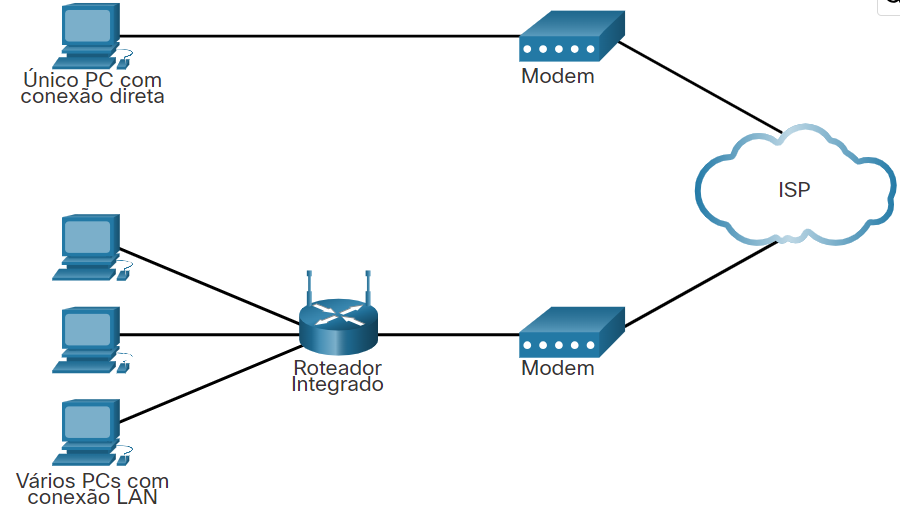 Único PC com
conexão direta
Modem
ISP
Roteador
Integrado
Modem
Vários PCs com
conexão LAN